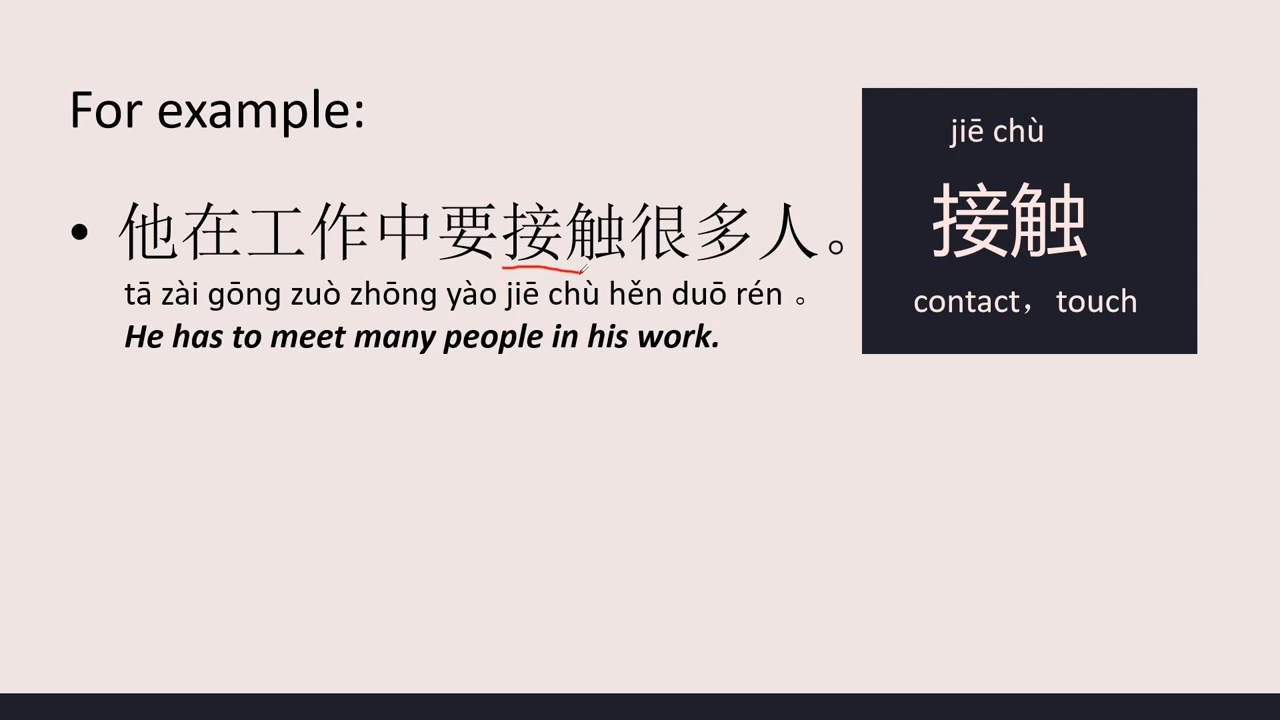 For example:
• 他在工作中要接触很多人。
tā zài gōng zuò zhōng yào jiē chù hěn duō rén 。
He has to meet many people in his work.
jiē chù
接触
contact，touch